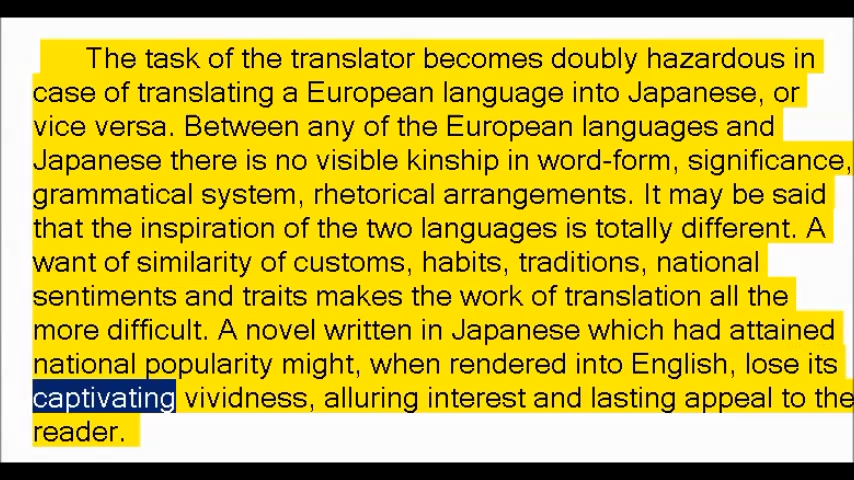 The task of the translator becomes doubly hazardous in
case of translating a European language into Japanese, or
vice versa. Between any of the European languages and
Japanese there is no visible kinship in word-form, significance,
grammatical system, rhetorical arrangements. It may be said
that the inspiration of the two languages is totally different. A
want of similarity of customs, habits, traditions, national
sentiments and traits makes the work of translation all the
more difficult. A novel written in Japanese which had attained
national popularity might, when rendered into English, lose its
captivating vividness, alluring interest and lasting appeal to the
reader.